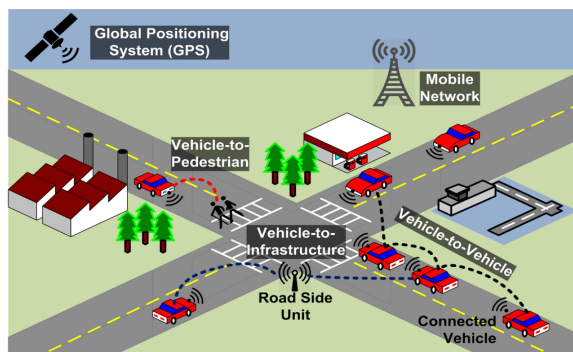 Global Positioning
System (GPS)
Mobile
Network
Vehicle-to-
Pedestrian
Vehicle-to-
Infrastructure
Vehicle-to-Vehicle
Road Side
Unit
Connected
Vehicle